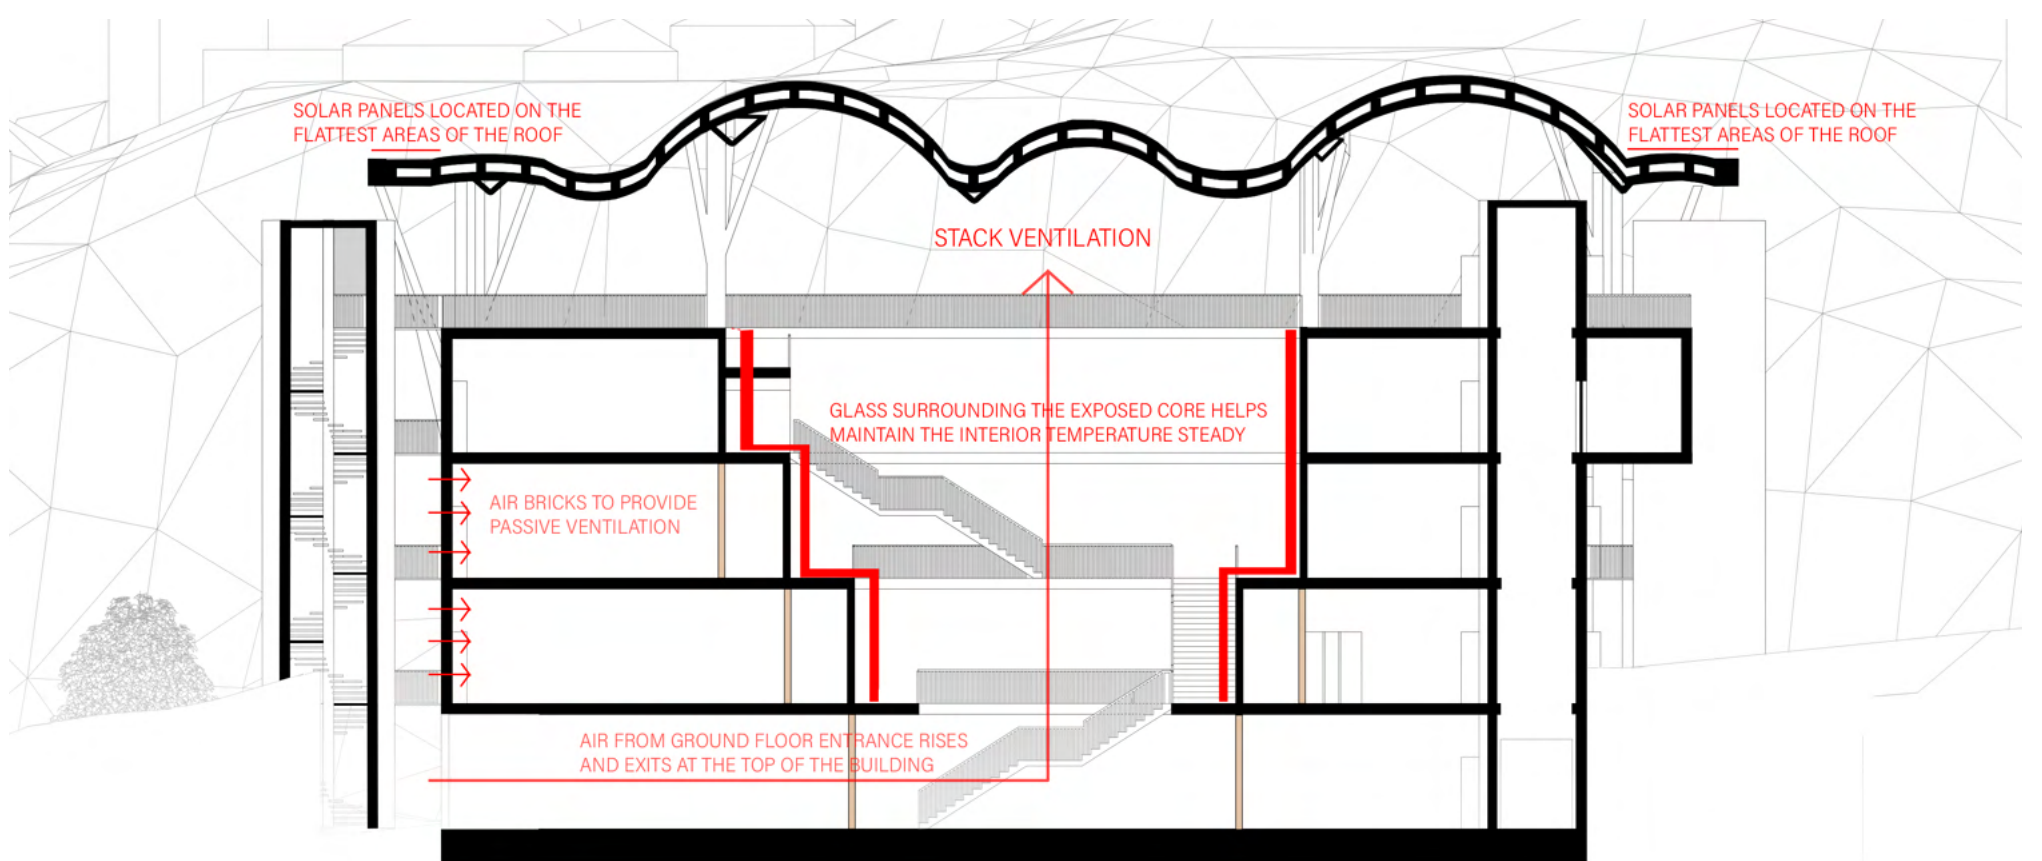 SOLAR PANELS LOCATED ON THE
FLATTEST AREAS OF THE ROOF
SOLAR PANELS LOCATED ON THE
FLATTEST AREAS OF THE ROOF
STACK VENTILATION
GLASS SURROUNDING THE EXPOSED CORE HELPS
MAINTAIN THE INTERIOR TEMPERATURE STEADY
AIR BRICKS TO PROVIDE
PASSIVE VENTILATION
AIR FROM GROUND FLOOR ENTRANCE RISES
AND EXITS AT THE TOP OF THE BUILDING